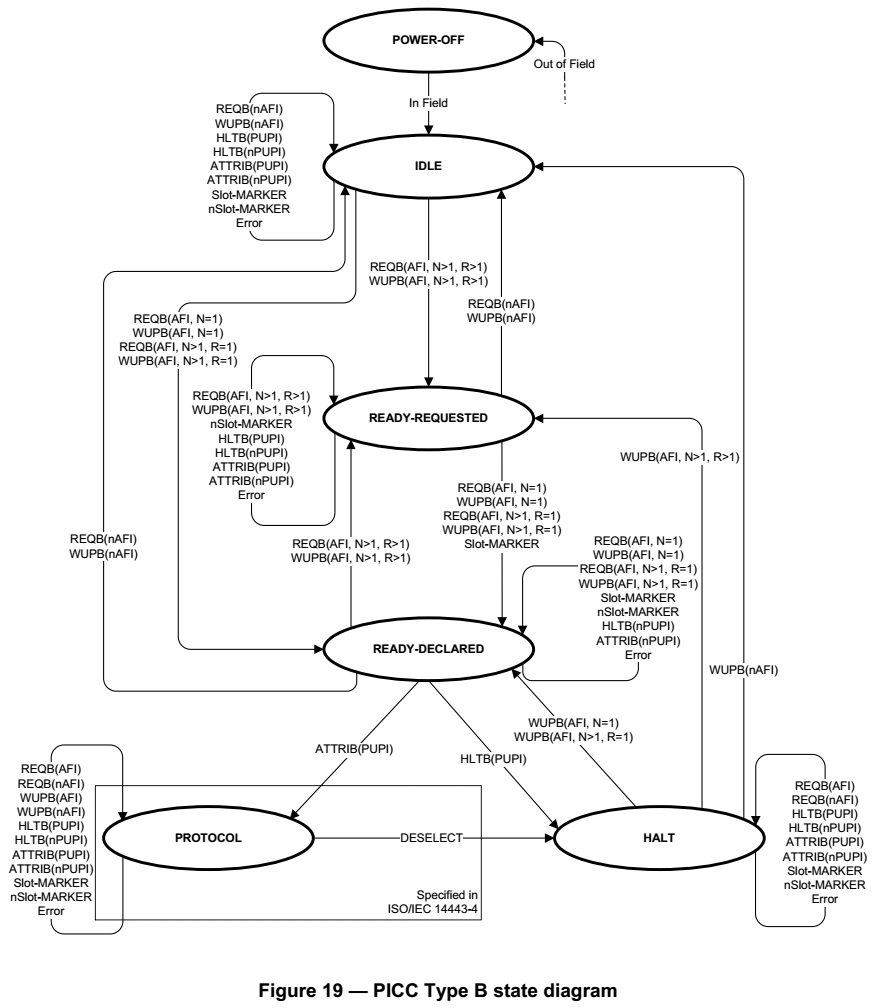 POWER-OFF
Out of Field
In Field
REQB(nAFI)
WUPB(nAFI)
HLTB(PUPI)
HLTB(nPUPI)
ATTRIB(PUPI)
ATTRIB(nPUPI)
Slot-MARKER
nSlot-MARKER
Error
IDLE
REQB(AFI, N>1, R>1)
WUPB(AFI, N>1, R>1)
REQB(nAFI)
WUPB(nAFI)
REQB(AFI, N=1)
WUPB(AFI, N=1)
REQB(AFI, N>1, R=1)
WUPB(AFI, N>1, R=1)
REQB(AFI, N>1, R>1)
WUPB(AFI, N>1, R>1)
nSlot-MARKER
HLTB(PUPI)
HLTB(nPUPI)
ATTRIB(PUPI)
ATTRIB(nPUPI)
Error
READY-REQUESTED
WUPB(AFI, N>1, R>1)
REQB(AFI, N=1)
WUPB(AFI, N=1)
REQB(AFI, N>1, R=1)
WUPB(AFI, N>1, R=1)
Slot-MARKER
REQB(nAFI)
WUPB(nAFI)
REQB(AFI, N>1, R>1)
WUPB(AFI, N>1, R>1)
REQB(AFI, N=1)
WUPB(AFI, N=1)
REQB(AFI, N>1, R=1)
WUPB(AFI, N>1, R=1)
Slot-MARKER
nSlot-MARKER
HLTB(nPUPI)
ATTRIB(nPUPI)
Error
READY-DECLARED
WUPB(nAFI)
WUPB(AFI, N=1)
WUPB(AFI, N>1, R=1)
ATTRIB(PUPI)
HLTB(PUPI)
REQB(AFI)
REQB(nAFI)
WUPB(AFI)
WUPB(nAFI)
HLTB(PUPI)
HLTB(nPUPI)
ATTRIB(PUPI)
ATTRIB(nPUPI)
Slot-MARKER
nSlot-MARKER
Error
PROTOCOL
DESELECT
HALT
REQB(AFI)
REQB(nAFI)
HLTB(PUPI)
HLTB(nPUPI)
ATTRIB(PUPI)
ATTRIB(nPUPI)
Slot-MARKER
nSlot-MARKER
Error
Specified in
ISO/IEC 14443-4
Figure 19 — PICC Type B state diagram